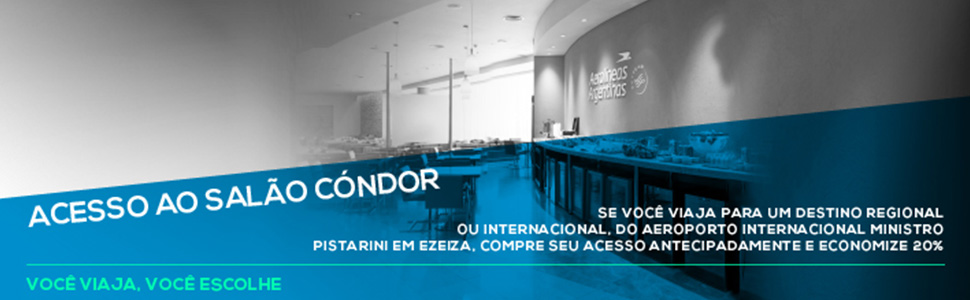 Aerolíneas
Argentinas
ACESSO AO SALÃO CÓNDOR
SE VOCÊ VIAJA PARA UM DESTINO REGIONAL
OU INTERNACIONAL, DO AEROPORTO INTERNACIONAL MINISTRO
PISTARINI EM EZEIZA, COMPRE SEU ACESSO ANTECIPADAMENTE E ECONOMIZE 20%
VOCÊ VIAJA, VOCÊ ESCOLHE